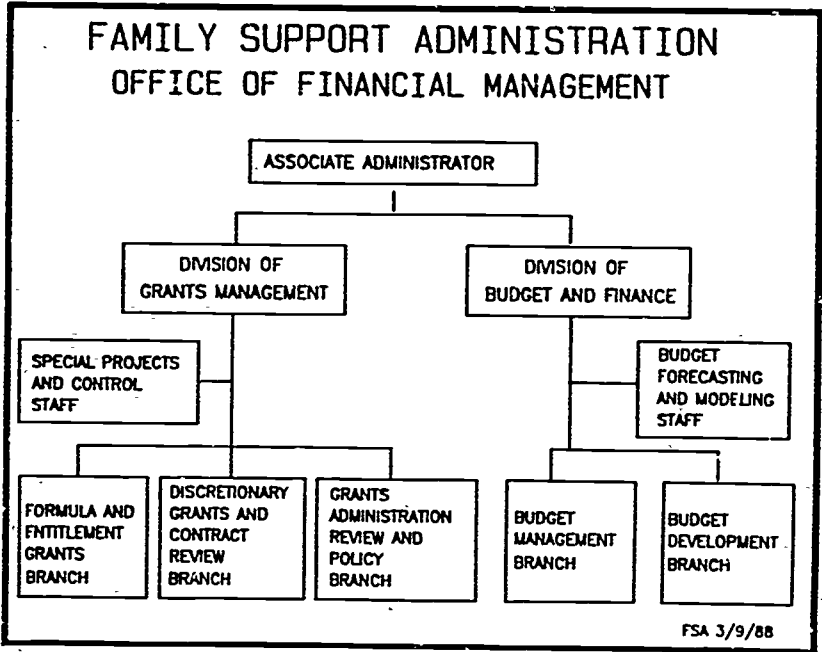 FAMILY SUPPORT ADMINISTRATION
OFFICE OF FINANCIAL MANAGEMENT
ASSOCIATE ADMINISTRATOR
DIVISION OF
GRANTS MANAGEMENT
DIVISION OF
BUDGET AND FINANCE
SPECIAL PROJECTS
AND CONTROL
STAFF
BUDGET
FORECASTING
AND MODELING
STAFF
FORMULA AND
ENTITLEMENT
GRANTS
BRANCH
DISCRETIONARY
GRANTS AND
CONTRACT
REVIEW
BRANCH
GRANTS
ADMINISTRATION
REVIEW AND
POLICY
BRANCH
BUDGET
MANAGEMENT
BRANCH
BUDGET
DEVELOPMENT
BRANCH
FSA 3/9/88